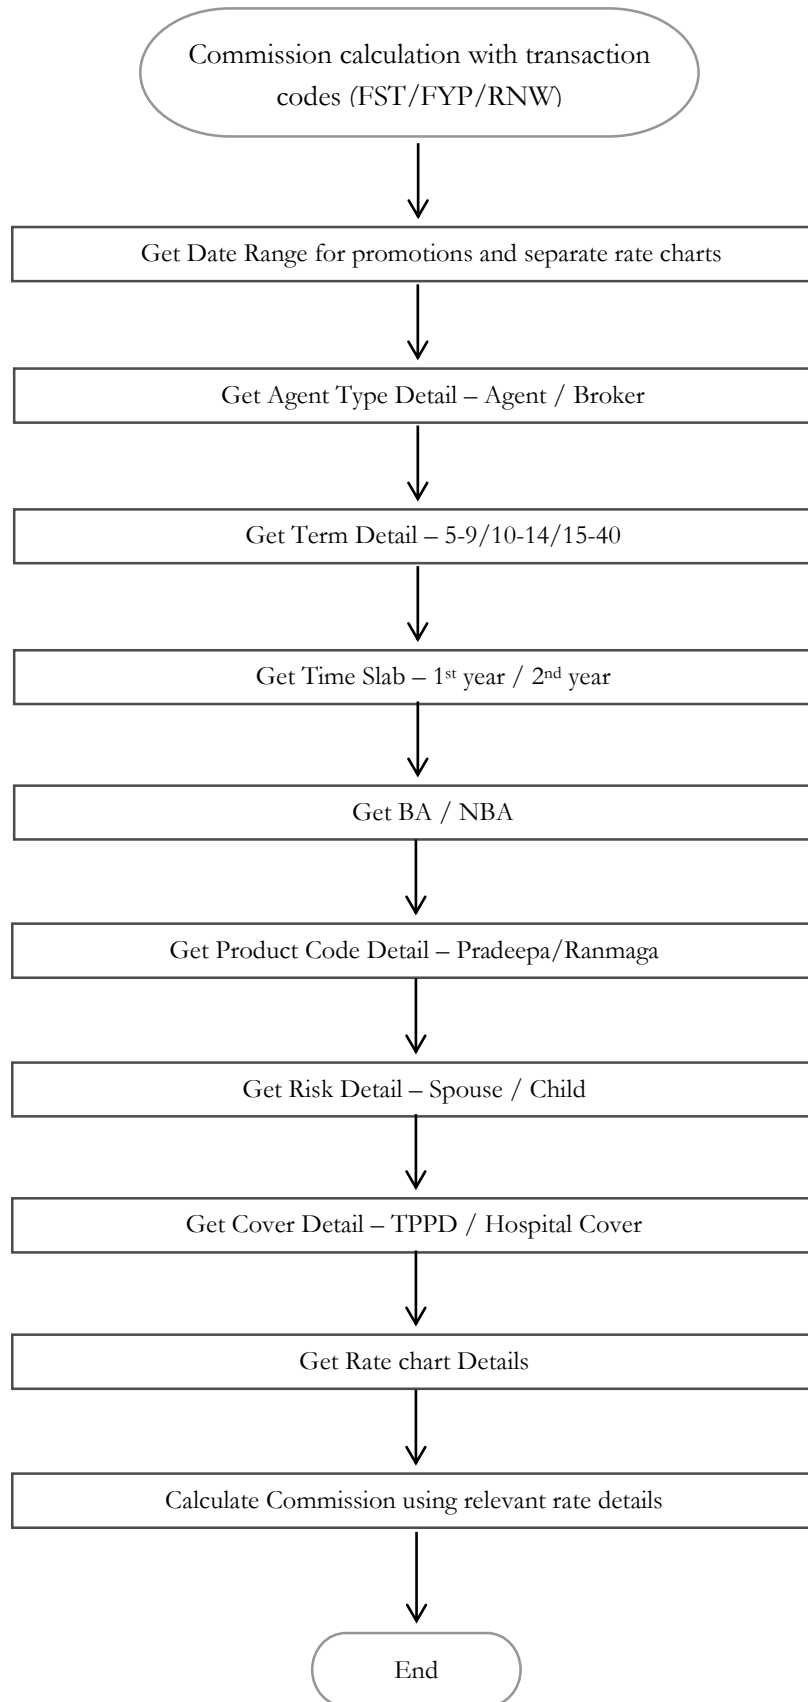 Commission calculation with transaction
codes (FST/FYP/RNW)
Get Date Range for promotions and separate rate charts
Get Agent Type Detail – Agent / Broker
Get Term Detail – 5-9/10-14/15-40
Get Time Slab – 1st year / 2nd year
Get BA / NBA
Get Product Code Detail – Pradeepa/Ranmaga
Get Risk Detail – Spouse / Child
Get Cover Detail – TPPD / Hospital Cover
Get Rate chart Details
Calculate Commission using relevant rate details
End